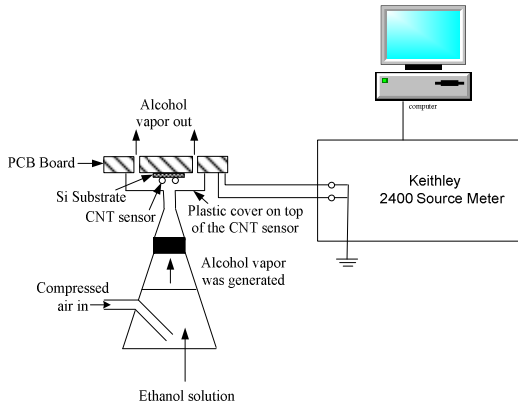 computer
Alcohol
vapor out
PCB Board
Si Substrate
CNT sensor
Plastic cover on top
of the CNT sensor
Keithley
2400 Source Meter
Alcohol vapor
was generated
Compressed
air in
Ethanol solution